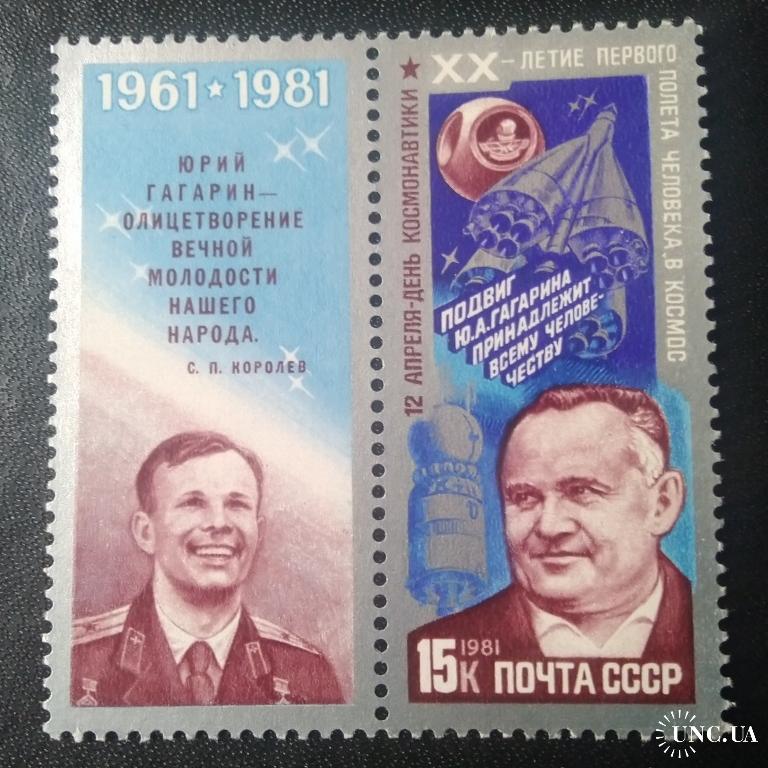 1961 ★ 1981
ЮРИЙ
ГАГАРИН—
ОЛИЦЕТВОРЕНИЕ
ВЕЧНОЙ
МОЛОДОСТИ
НАШЕГО
НАРОДА.
С. П. КОРОЛЕВ
12 АПРЕЛЯ-ДЕНЬ КОСМОНАВТИКИ ★
XX-ЛЕТИЕ ПЕРВОГО
ПОЛЕТА ЧЕЛОВЕКА В КОСМОС
ПОДВИГ
Ю.А.ГАГАРИНА
ПРИНАДЛЕЖИТ
ВСЕМУ ЧЕЛОВЕ-
ЧЕСТВУ
15К 1981 ПОЧТА СССР
UNC.UA